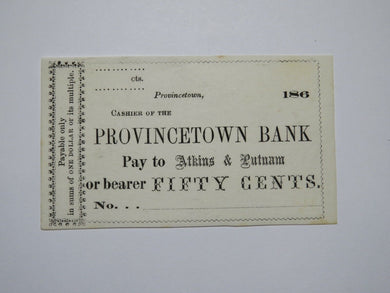 Payable only
in sums of ONE DOLLAR or its multiple.
............
cts.
............
Provincetown, 186
CASHIER OF THE
PROVINCETOWN BANK
Pay to Atkins & Putnam
or bearer FIFTY CENTS.
No. . .